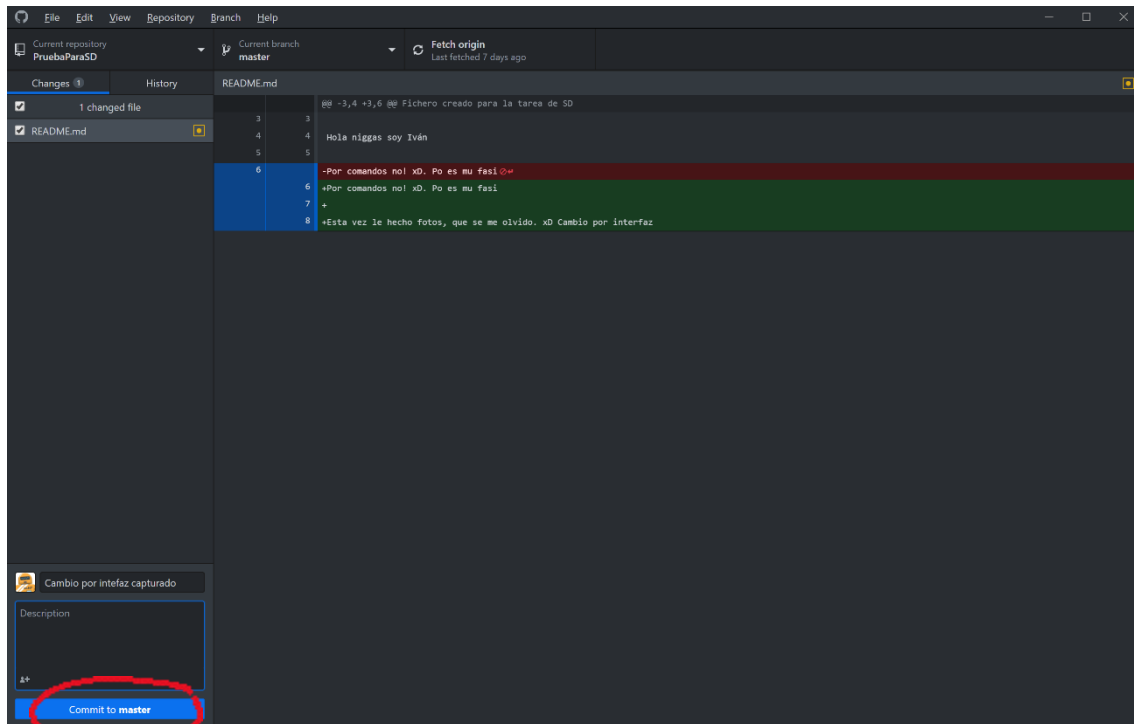 File Edit View Repository Branch Help
Current repository
PruebaParaSD
Current branch
master
Fetch origin
Last fetched 7 days ago
Changes 1 History
README.md
1 changed file
README.md
@@ -3,4 +3,6 @@ Fichero creado para la tarea de SD
3 3
4 4 Hola niggas soy Iván
5 5
6 -Por comandos no! xD. Po es mu fasi
6 +Por comandos no! xD. Po es mu fasi
7 +
8 +Esta vez le hecho fotos, que se me olvido. xD Cambio por interfaz
Cambio por intefaz capturado
Description
Commit to master